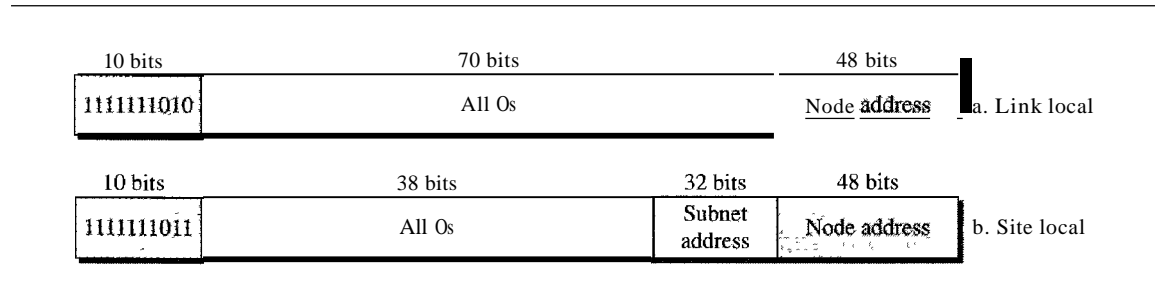 10 bits 70 bits 48 bits
1111111010 All 0s Node address a. Link local
10 bits 38 bits 32 bits 48 bits
1111111011 All 0s Subnet address Node address b. Site local